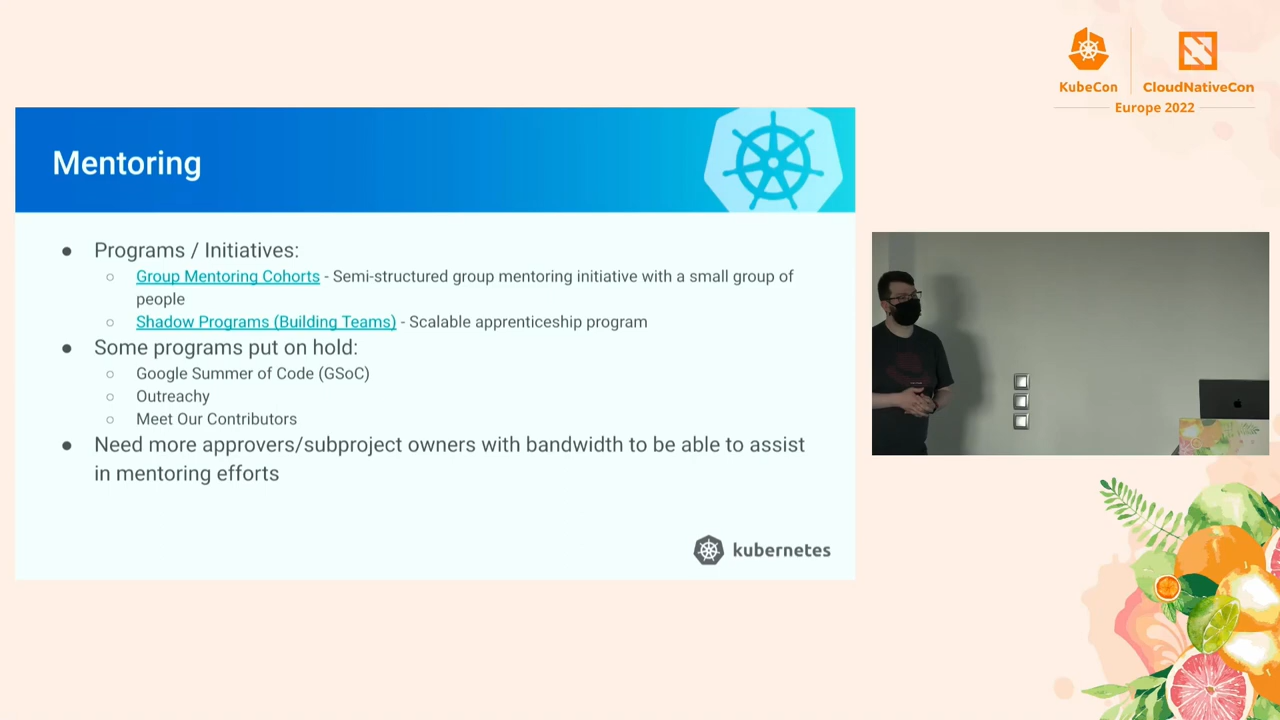 KubeCon
CloudNativeCon
Europe 2022
Mentoring
● Programs / Initiatives:
○ Group Mentoring Cohorts - Semi-structured group mentoring initiative with a small group of
people
○ Shadow Programs (Building Teams) - Scalable apprenticeship program
● Some programs put on hold:
○ Google Summer of Code (GSoC)
○ Outreachy
○ Meet Our Contributors
● Need more approvers/subproject owners with bandwidth to be able to assist
in mentoring efforts
kubernetes